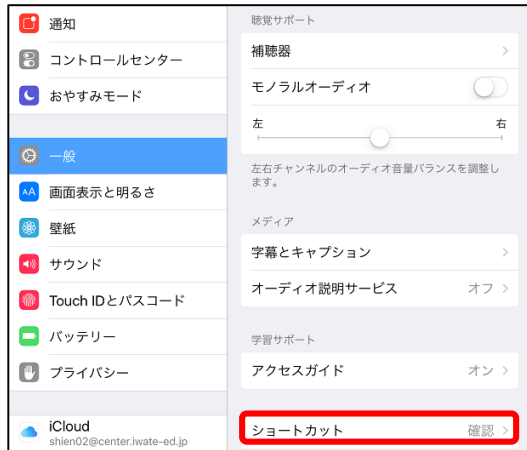 通知
コントロールセンター
おやすみモード
一般
AA 画面表示と明るさ
壁紙
サウンド
Touch IDとパスコード
バッテリー
プライバシー
iCloud
shien02@center.iwate-ed.jp
聴覚サポート
補聴器
モノラルオーディオ
左 右
左右チャンネルのオーディオ音量バランスを調整し
ます。
メディア
字幕とキャプション
オーディオ説明サービス オフ
学習サポート
アクセスガイド オン
ショートカット 確認